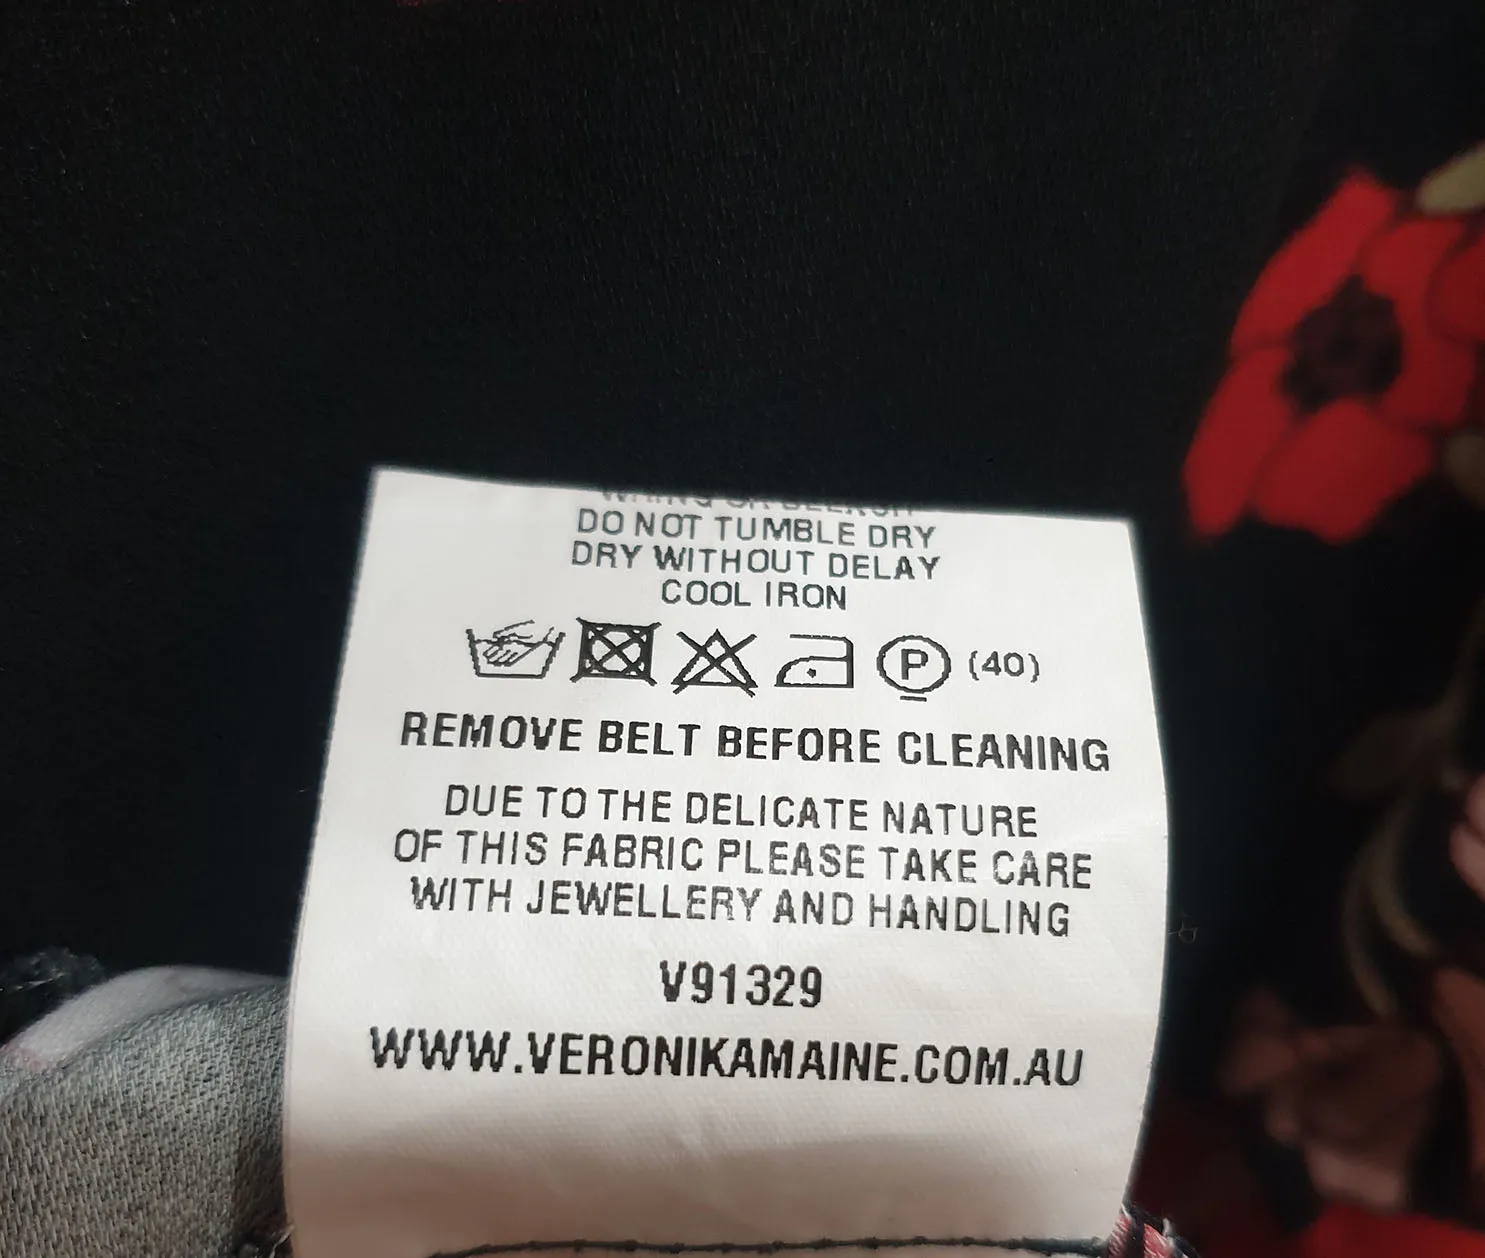 DO NOT TUMBLE DRY
DRY WITHOUT DELAY
COOL IRON
P (40)
REMOVE BELT BEFORE CLEANING
DUE TO THE DELICATE NATURE
OF THIS FABRIC PLEASE TAKE CARE
WITH JEWELLERY AND HANDLING
V91329
WWW.VERONIKAMAINE.COM.AU